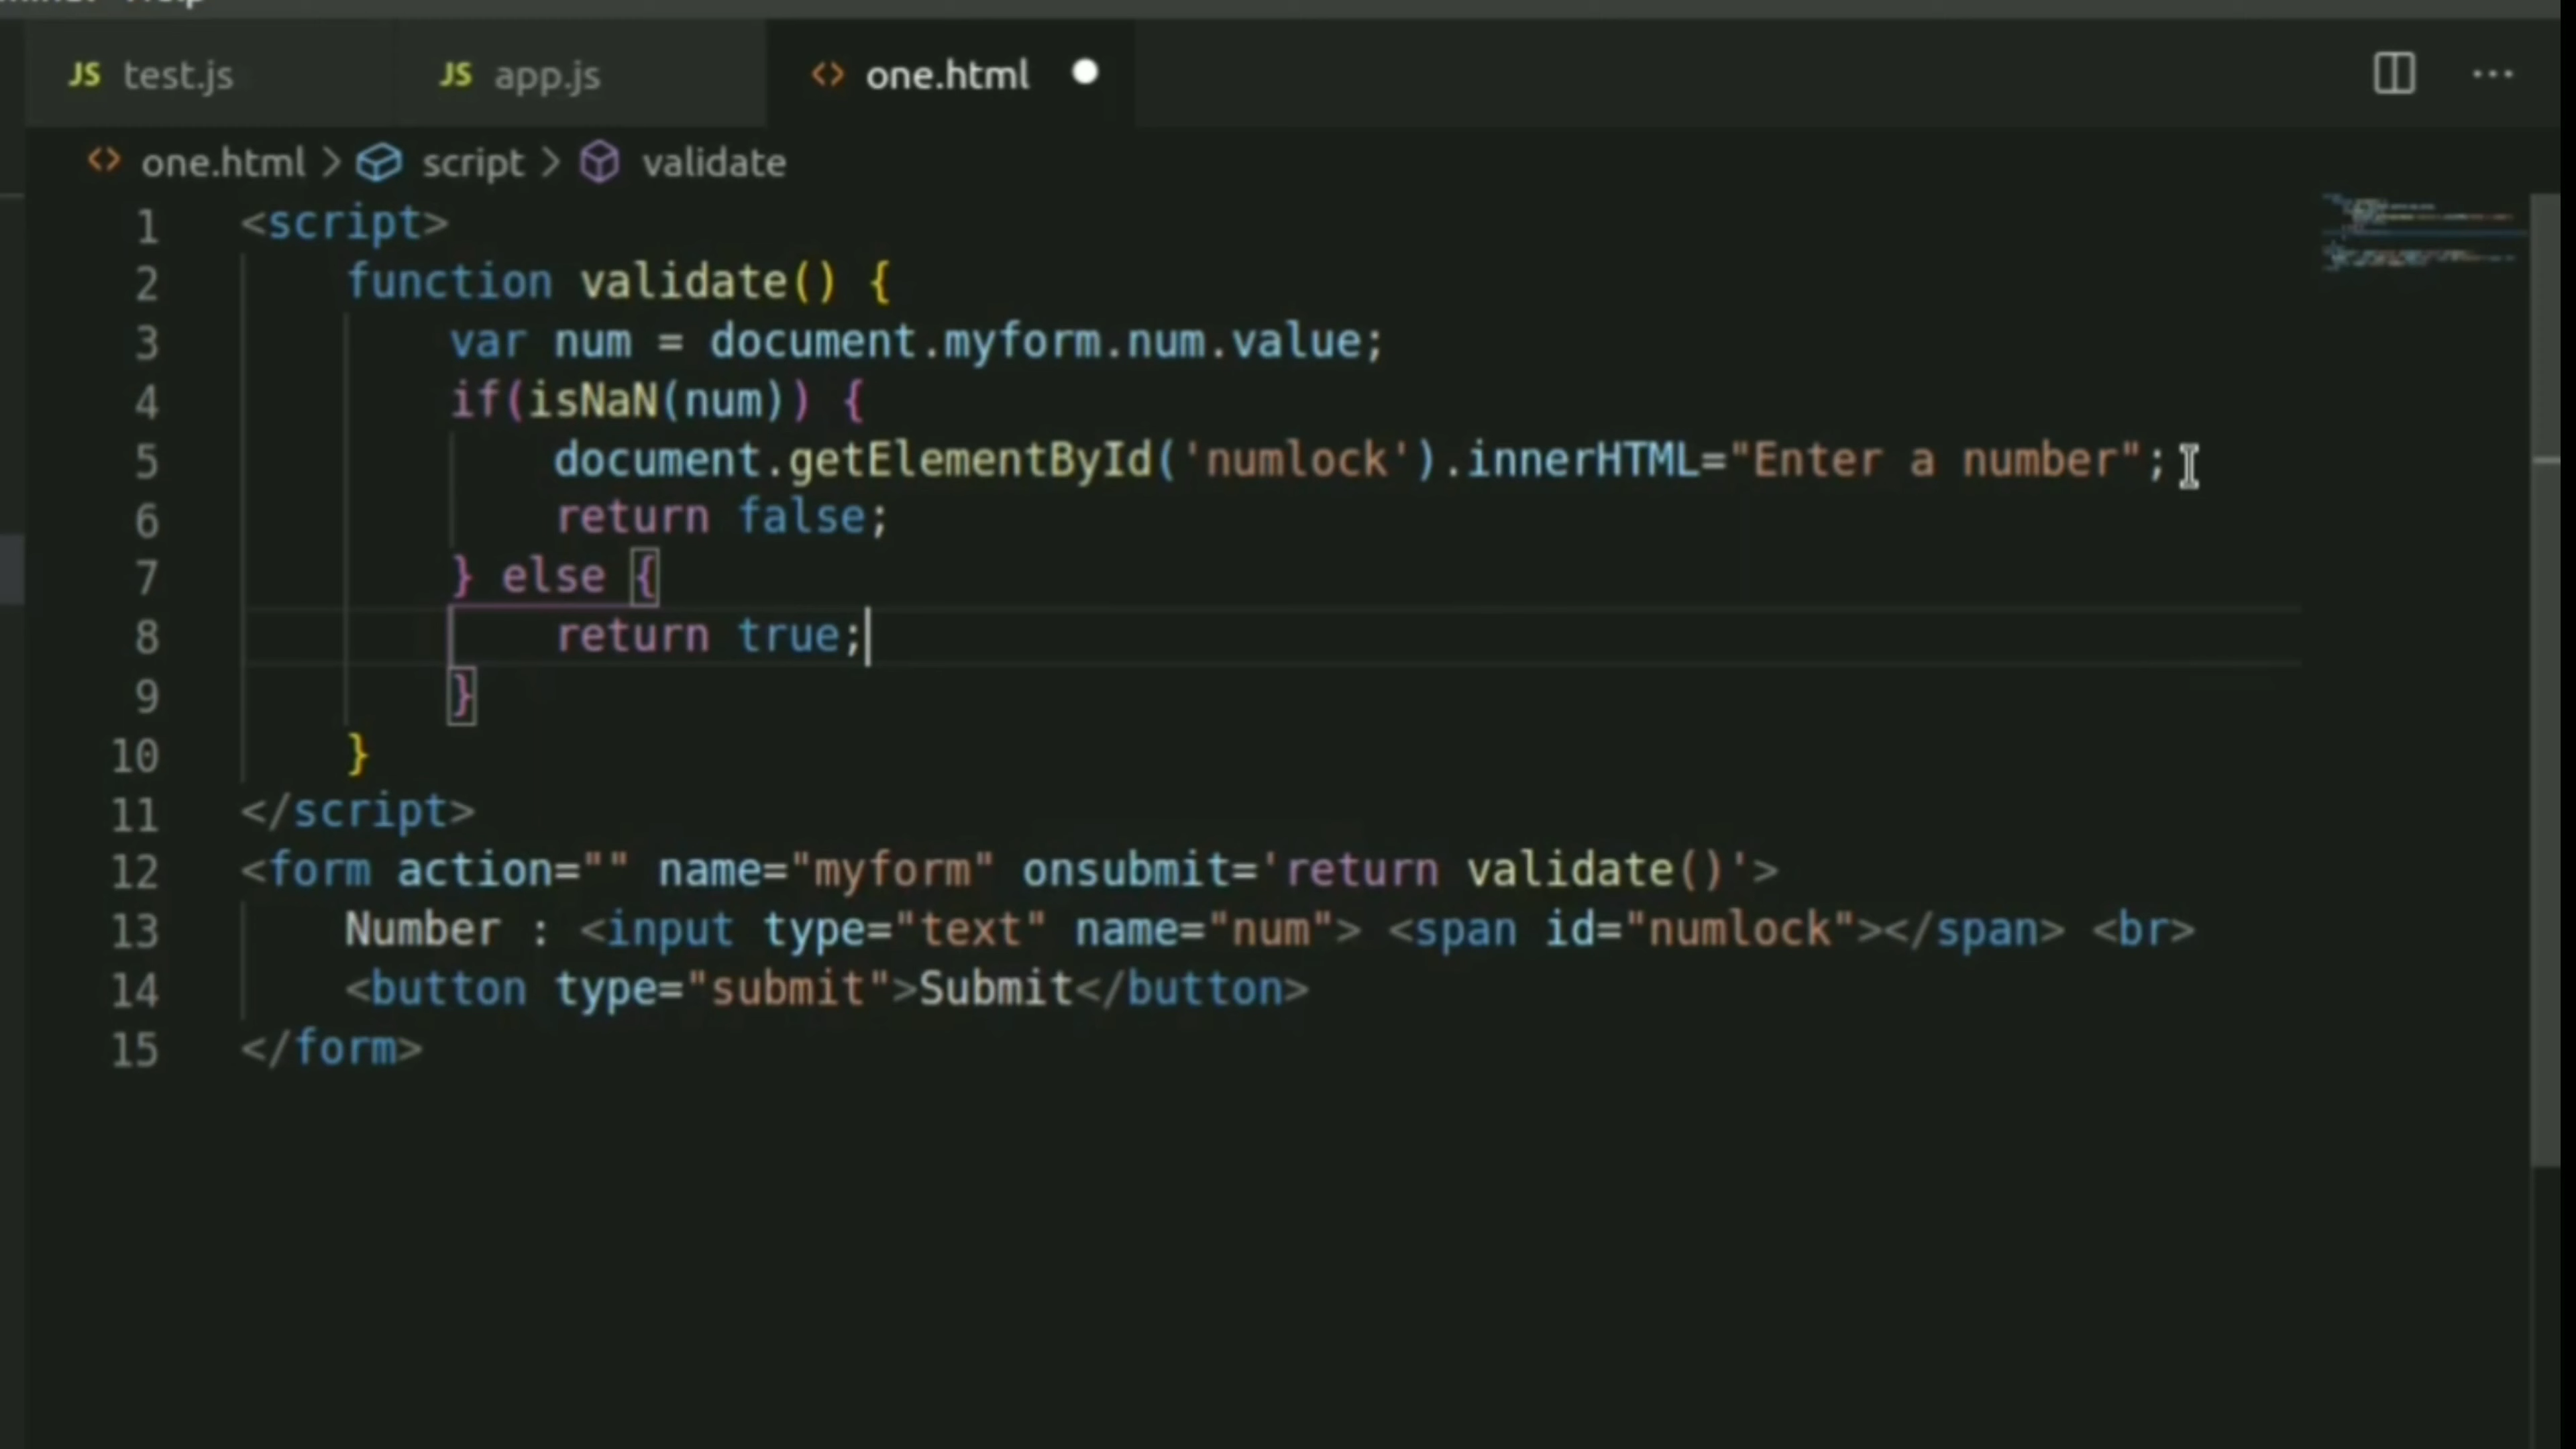 Help
JS test.js JS app.js <> one.html
<> one.html > script > validate
1 <script>
2 function validate() {
3 var num = document.myform.num.value;
4 if(isNaN(num)) {
5 document.getElementById('numlock').innerHTML="Enter a number";
6 return false;
7 } else {
8 return true;
9 }
10 }
11 </script>
12 <form action="" name="myform" onsubmit='return validate()'>
13 Number : <input type="text" name="num"> <span id="numlock"></span> <br>
14 <button type="submit">Submit</button>
15 </form>